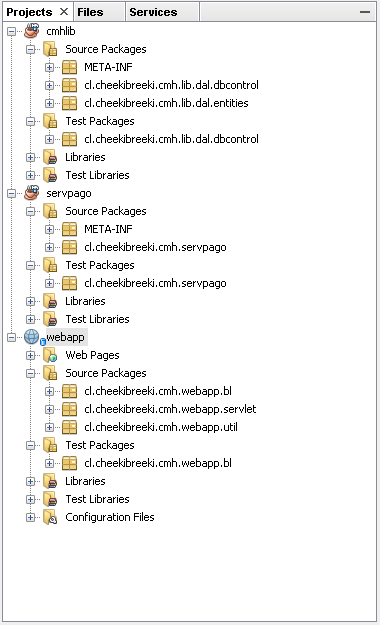 Projects Files Services
cmhlib
Source Packages
META-INF
cl.cheekibreeki.cmh.lib.dal.dbcontrol
cl.cheekibreeki.cmh.lib.dal.entities
Test Packages
cl.cheekibreeki.cmh.lib.dal.dbcontrol
Libraries
Test Libraries
servpago
Source Packages
META-INF
cl.cheekibreeki.cmh.servpago
Test Packages
cl.cheekibreeki.cmh.servpago
Libraries
Test Libraries
webapp
Web Pages
Source Packages
cl.cheekibreeki.cmh.webapp.bl
cl.cheekibreeki.cmh.webapp.servlet
cl.cheekibreeki.cmh.webapp.util
Test Packages
cl.cheekibreeki.cmh.webapp.bl
Libraries
Test Libraries
Configuration Files